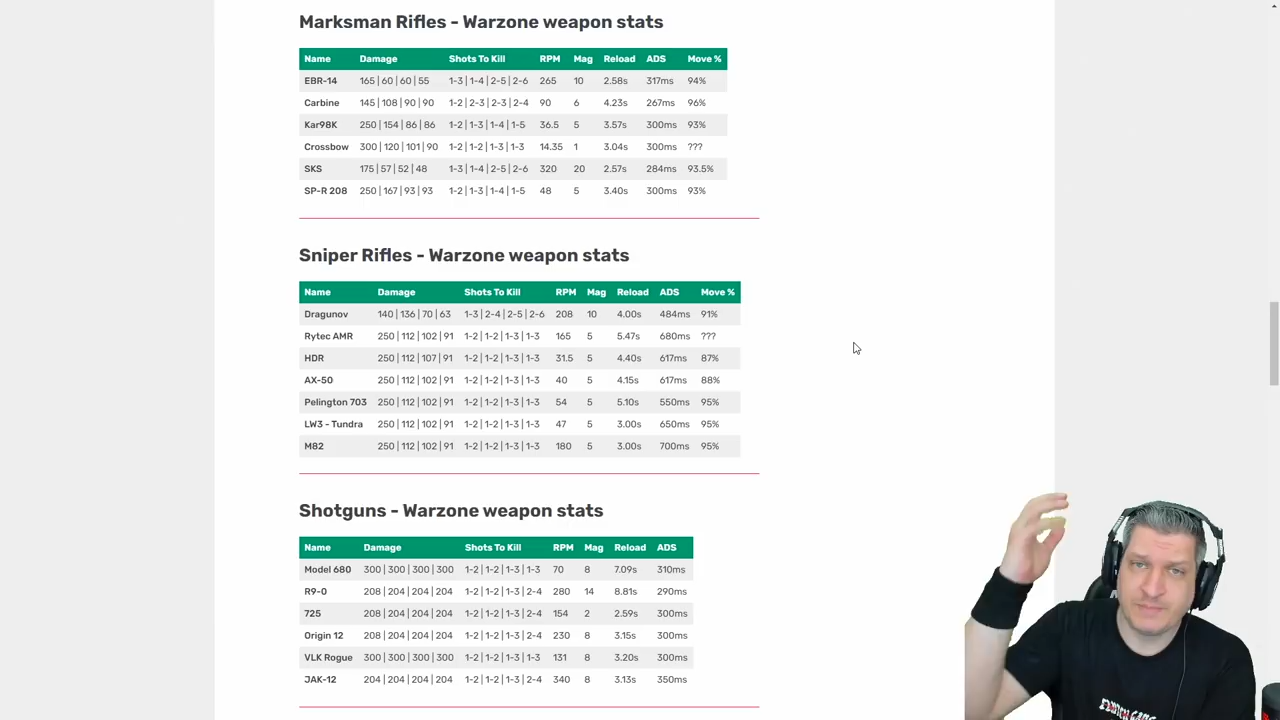 Marksman Rifles - Warzone weapon stats
Name Damage Shots To Kill RPM Mag Reload ADS Move %
EBR-14 165 | 60 | 60 | 55 1-3 | 1-4 | 2-5 | 2-6 265 10 2.58s 317ms 94%
Carbine 145 | 108 | 90 | 90 1-2 | 2-3 | 2-3 | 2-4 90 6 4.23s 267ms 96%
Kar98K 250 | 154 | 86 | 86 1-2 | 1-3 | 1-4 | 1-5 36.5 5 3.57s 300ms 93%
Crossbow 300 | 120 | 101 | 90 1-2 | 1-2 | 1-3 | 1-3 14.35 1 3.04s 300ms ???
SKS 175 | 57 | 52 | 48 1-3 | 1-4 | 2-5 | 2-6 320 20 2.57s 284ms 93.5%
SP-R 208 250 | 167 | 93 | 93 1-2 | 1-3 | 1-4 | 1-5 48 5 3.40s 300ms 93%
Sniper Rifles - Warzone weapon stats
Name Damage Shots To Kill RPM Mag Reload ADS Move %
Dragunov 140 | 136 | 70 | 63 1-3 | 2-4 | 2-5 | 2-6 208 10 4.00s 484ms 91%
Rytec AMR 250 | 112 | 102 | 91 1-2 | 1-2 | 1-3 | 1-3 165 5 5.47s 680ms ???
HDR 250 | 112 | 107 | 91 1-2 | 1-2 | 1-3 | 1-3 31.5 5 4.40s 617ms 87%
AX-50 250 | 112 | 102 | 91 1-2 | 1-2 | 1-3 | 1-3 40 5 4.15s 617ms 88%
Pelington 703 250 | 112 | 102 | 91 1-2 | 1-2 | 1-3 | 1-3 54 5 5.10s 550ms 95%
LW3 - Tundra 250 | 112 | 102 | 91 1-2 | 1-2 | 1-3 | 1-3 47 5 3.00s 650ms 95%
M82 250 | 112 | 102 | 91 1-2 | 1-2 | 1-3 | 1-3 180 5 3.00s 700ms 95%
Shotguns - Warzone weapon stats
Name Damage Shots To Kill RPM Mag Reload ADS
Model 680 300 | 300 | 300 | 300 1-2 | 1-2 | 1-3 | 1-3 70 8 7.09s 310ms
R9-0 208 | 204 | 204 | 204 1-2 | 1-2 | 1-3 | 2-4 280 14 8.81s 290ms
725 208 | 204 | 204 | 204 1-2 | 1-2 | 1-3 | 2-4 154 2 2.59s 300ms
Origin 12 208 | 204 | 204 | 204 1-2 | 1-2 | 1-3 | 2-4 230 8 3.15s 300ms
VLK Rogue 300 | 300 | 300 | 300 1-2 | 1-2 | 1-3 | 1-3 131 8 3.20s 300ms
JAK-12 204 | 204 | 204 | 204 1-2 | 1-2 | 1-3 | 2-4 340 8 3.13s 350ms